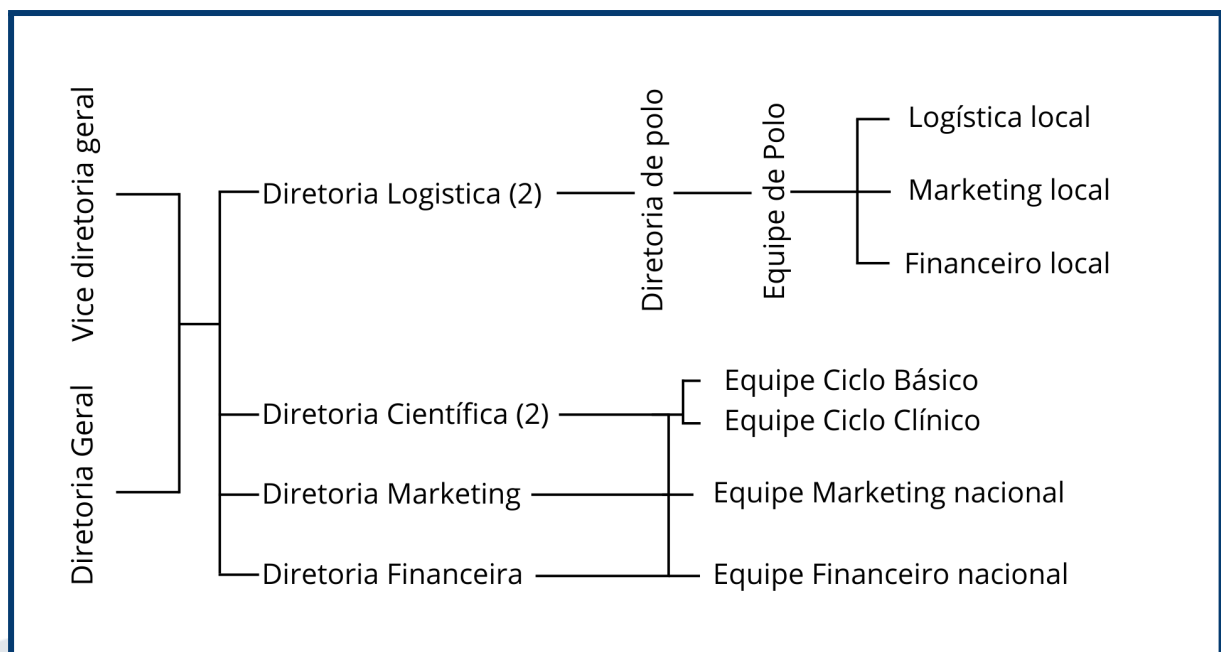 Vice diretoria geral
Diretoria Geral
Diretoria Logistica (2)
Diretoria de polo
Equipe de Polo
Logística local
Marketing local
Financeiro local
Diretoria Científica (2)
Equipe Ciclo Básico
Equipe Ciclo Clínico
Diretoria Marketing
Equipe Marketing nacional
Diretoria Financeira
Equipe Financeiro nacional